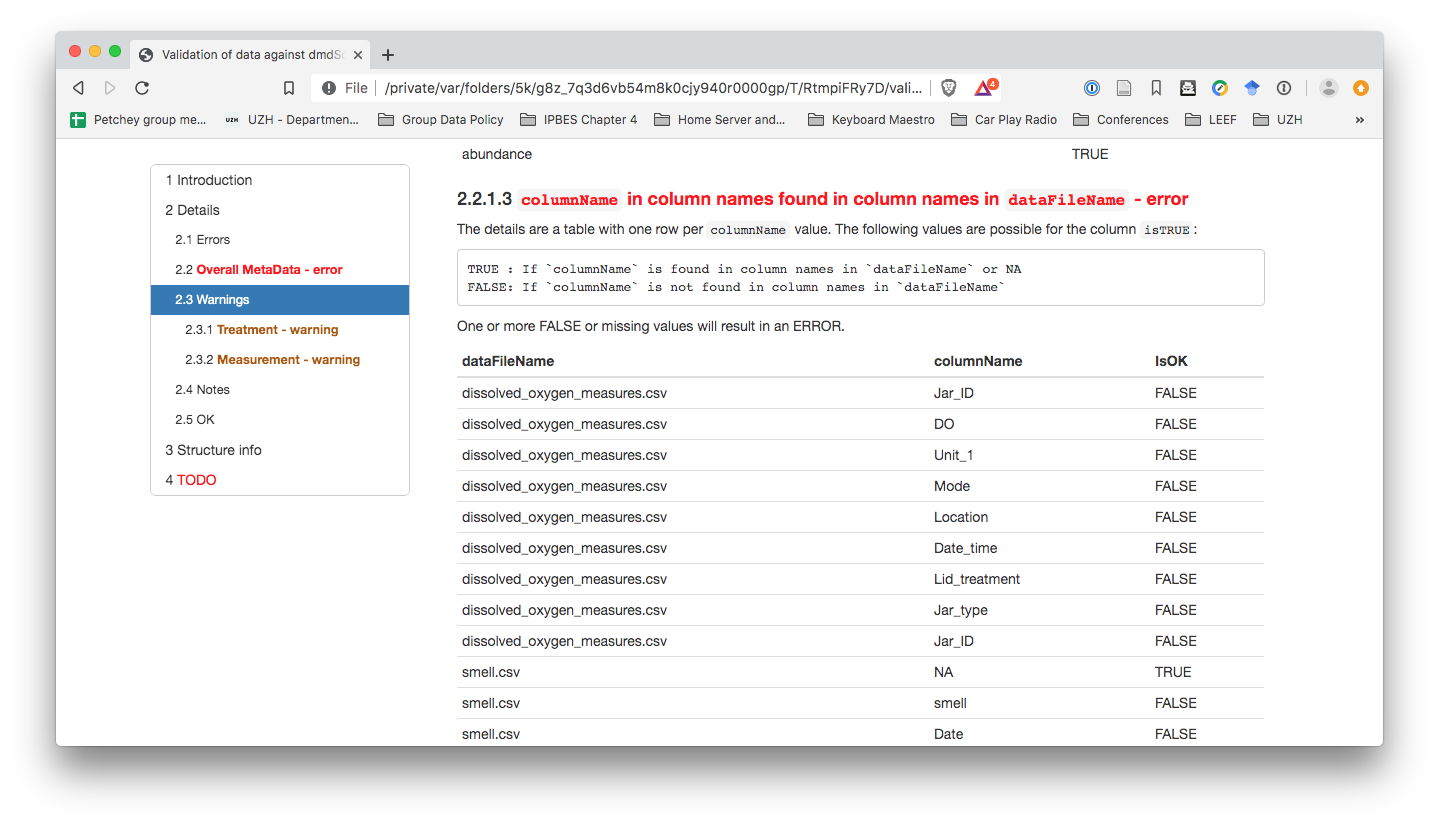 Validation of data against dmdSc
File
/private/var/folders/5k/g8z_7q3d6vb54m8k0cjy940r0000gp/T/RtmpiFRy7D/vali...
4
Petchey group me...
UZH
UZH - Departmen...
Group Data Policy
IPBES Chapter 4
Home Server and...
Keyboard Maestro
Car Play Radio
Conferences
LEEF
UZH
»
1 Introduction
2 Details
2.1 Errors
2.2 Overall MetaData - error
2.3 Warnings
2.3.1 Treatment - warning
2.3.2 Measurement - warning
2.4 Notes
2.5 OK
3 Structure info
4 TODO
abundance TRUE
2.2.1.3 columnName in column names found in column names in dataFileName - error
The details are a table with one row per columnName value. The following values are possible for the column isTRUE :
TRUE : If `columnName` is found in column names in `dataFileName` or NA
FALSE: If `columnName` is not found in column names in `dataFileName`
One or more FALSE or missing values will result in an ERROR.
dataFileName columnName IsOK
dissolved_oxygen_measures.csv Jar_ID FALSE
dissolved_oxygen_measures.csv DO FALSE
dissolved_oxygen_measures.csv Unit_1 FALSE
dissolved_oxygen_measures.csv Mode FALSE
dissolved_oxygen_measures.csv Location FALSE
dissolved_oxygen_measures.csv Date_time FALSE
dissolved_oxygen_measures.csv Lid_treatment FALSE
dissolved_oxygen_measures.csv Jar_type FALSE
dissolved_oxygen_measures.csv Jar_ID FALSE
smell.csv NA TRUE
smell.csv smell FALSE
smell.csv Date FALSE